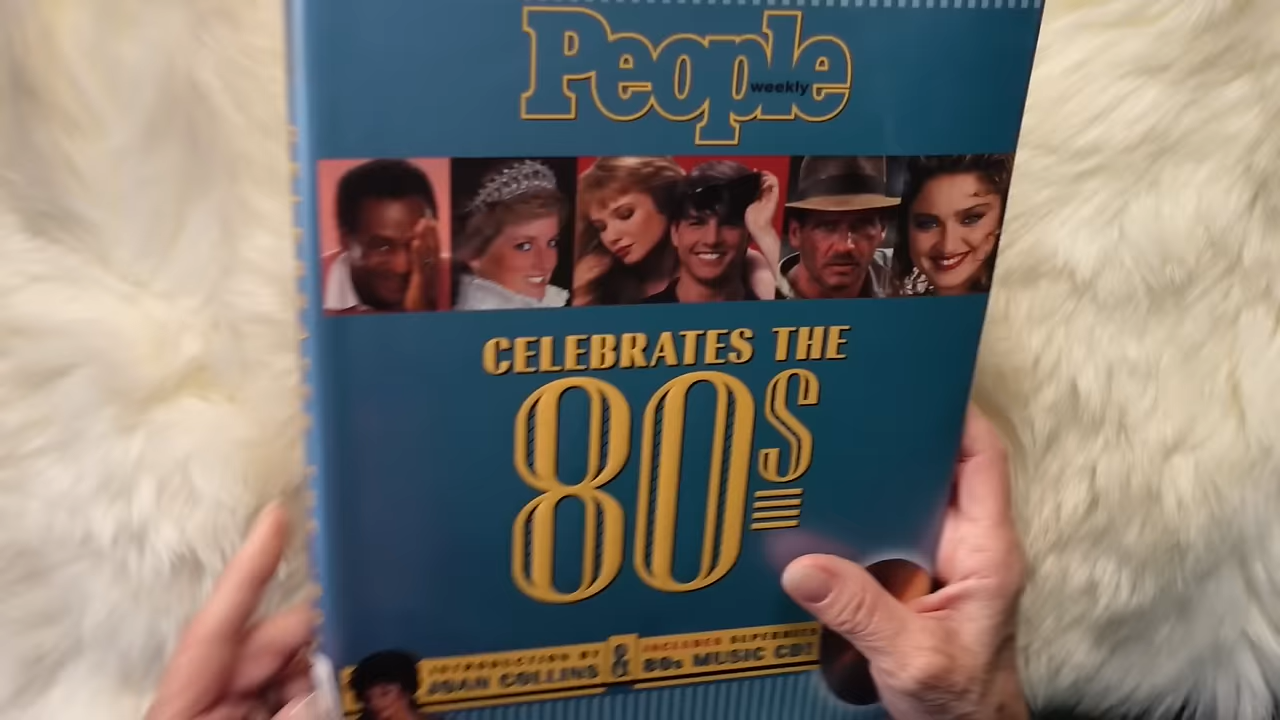 People
weekly
CELEBRATES THE
80s
INTRODUCTION BY
JOAN COLLINS & INCLUDES SUPERHITS
80s MUSIC CD!